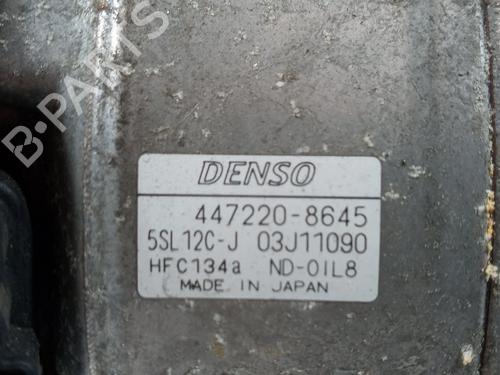 B-PARTS
DENSO
447220-8645
5SL12C-J 03J11090
HFC134a ND-OIL8
MADE IN JAPAN